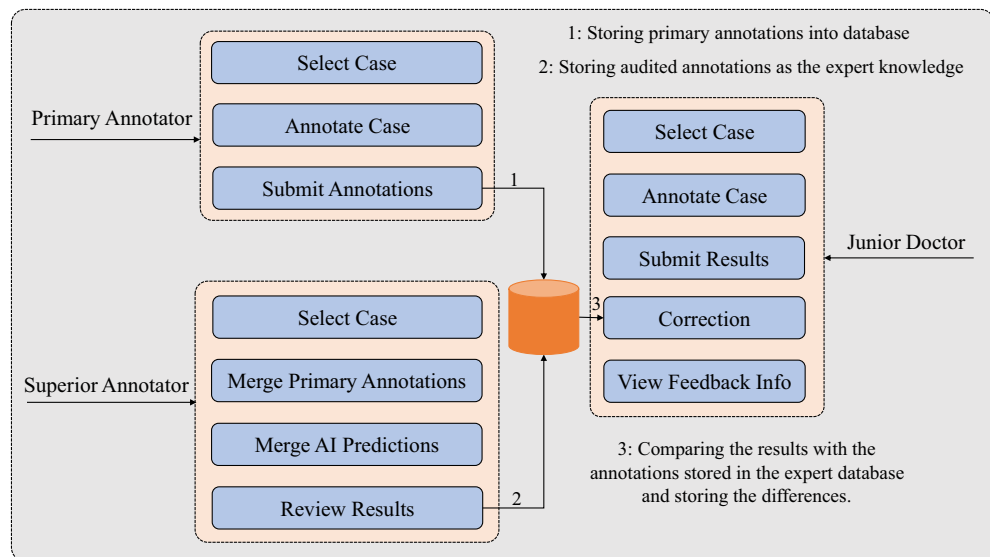 1: Storing primary annotations into database
2: Storing audited annotations as the expert knowledge
Primary Annotator
Select Case
Annotate Case
Submit Annotations
1
Superior Annotator
Select Case
Merge Primary Annotations
Merge AI Predictions
Review Results
2
3
Select Case
Annotate Case
Submit Results
Correction
View Feedback Info
Junior Doctor
3: Comparing the results with the
annotations stored in the expert database
and storing the differences.